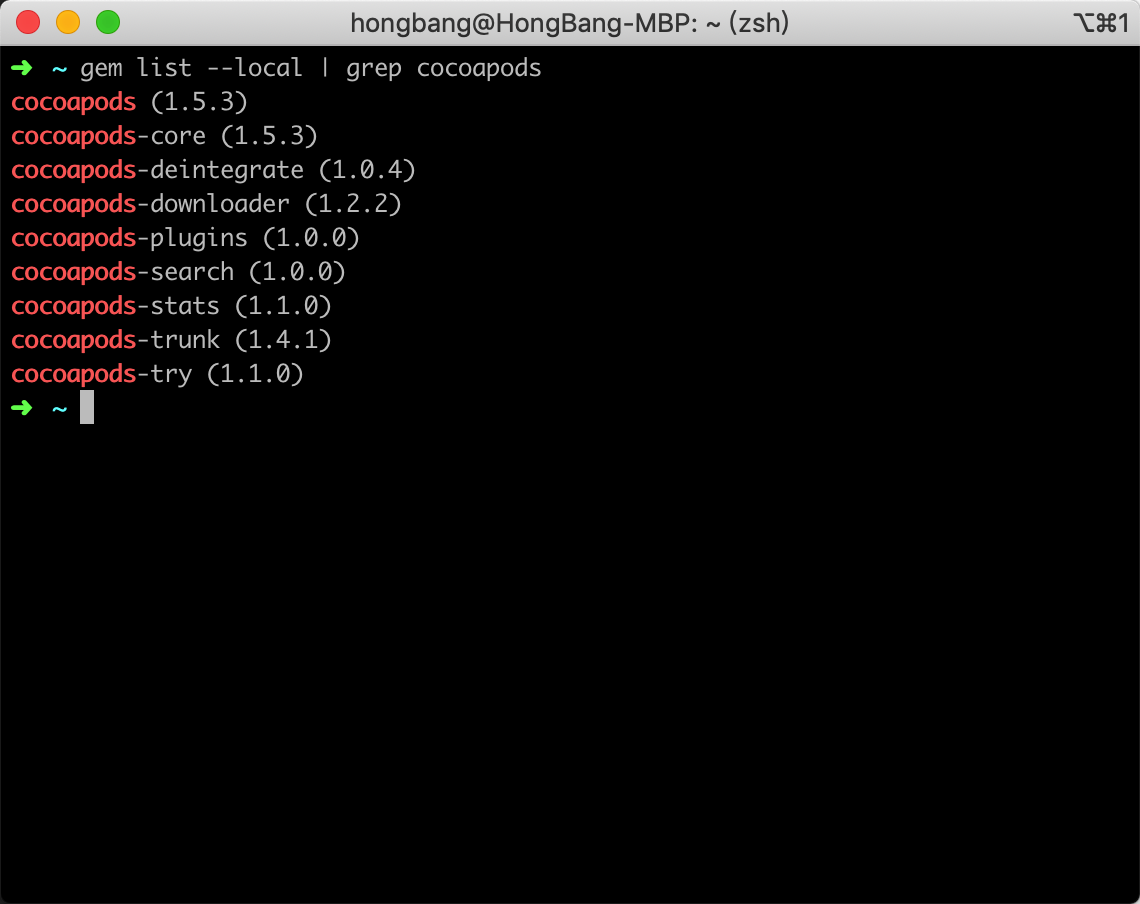 hongbang@HongBang-MBP: ~ (zsh) ⌥⌘1
➜ ~ gem list --local | grep cocoapods
cocoapods (1.5.3)
cocoapods-core (1.5.3)
cocoapods-deintegrate (1.0.4)
cocoapods-downloader (1.2.2)
cocoapods-plugins (1.0.0)
cocoapods-search (1.0.0)
cocoapods-stats (1.1.0)
cocoapods-trunk (1.4.1)
cocoapods-try (1.1.0)
➜ ~